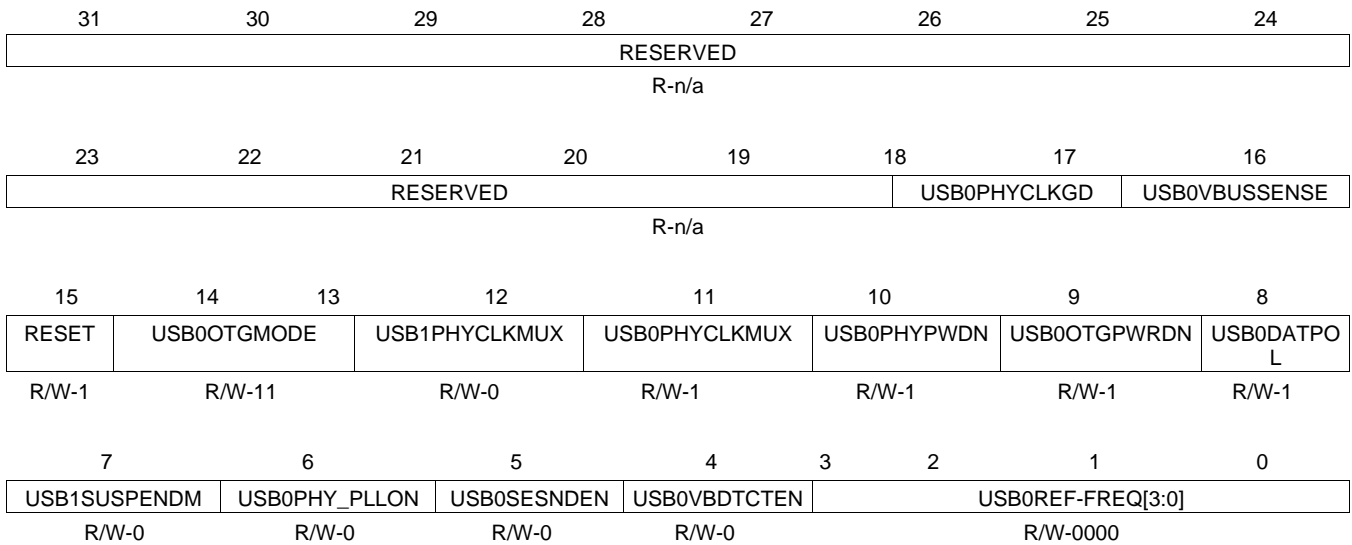 31 30 29 28 27 26 25 24
RESERVED
R-n/a
23 22 21 20 19 18 17 16
RESERVED USB0PHYCLKGD USB0VBUSSENSE
R-n/a
15 14 13 12 11 10 9 8
RESET USB0OTGMODE USB1PHYCLKMUX USB0PHYCLKMUX USB0PHYPWDN USB0OTGPWRDN USB0DATPO
L
R/W-1 R/W-11 R/W-0 R/W-1 R/W-1 R/W-1 R/W-1
7 6 5 4 3 2 1 0
USB1SUSPENDM USB0PHY_PLLON USB0SESNDEN USB0VBDTCTEN USB0REF-FREQ[3:0]
R/W-0 R/W-0 R/W-0 R/W-0 R/W-0000